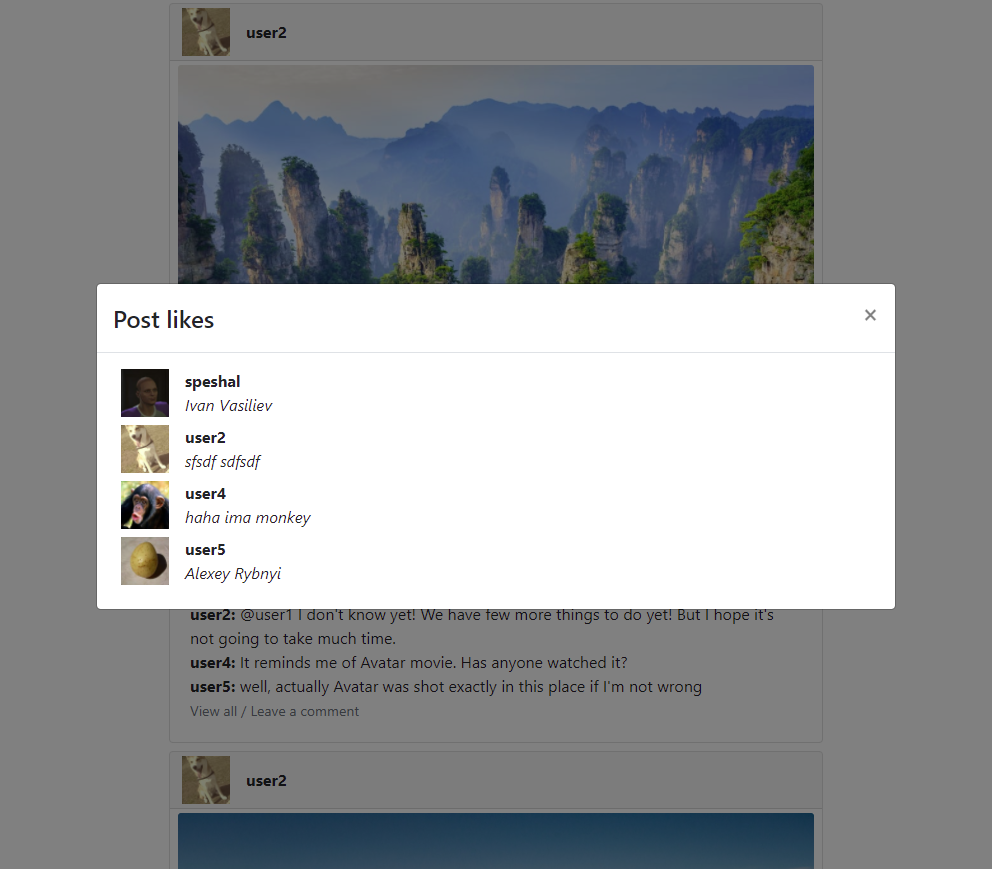 user2
Post likes
×
speshal
Ivan Vasiliev
user2
sfsdf sdfsdf
user4
haha ima monkey
user5
Alexey Rybnyi
user2: @user1 I don't know yet! We have few more things to do yet! But I hope it's
not going to take much time.
user4: It reminds me of Avatar movie. Has anyone watched it?
user5: well, actually Avatar was shot exactly in this place if I'm not wrong
View all / Leave a comment
user2